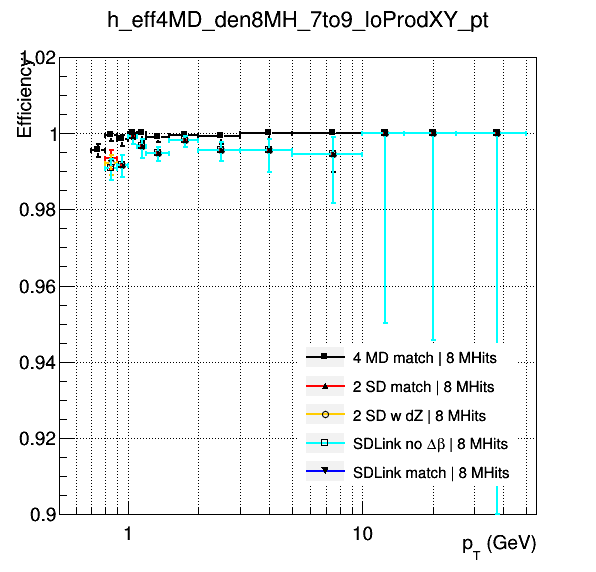 h_eff4MD_den8MH_7to9_loProdXY_pt
Efficiency
1.02
1
0.98
0.96
0.94
0.92
0.9
4 MD match | 8 MHits
2 SD match | 8 MHits
2 SD w dZ | 8 MHits
SDLink no Δβ | 8 MHits
SDLink match | 8 MHits
1
10
p_T (GeV)